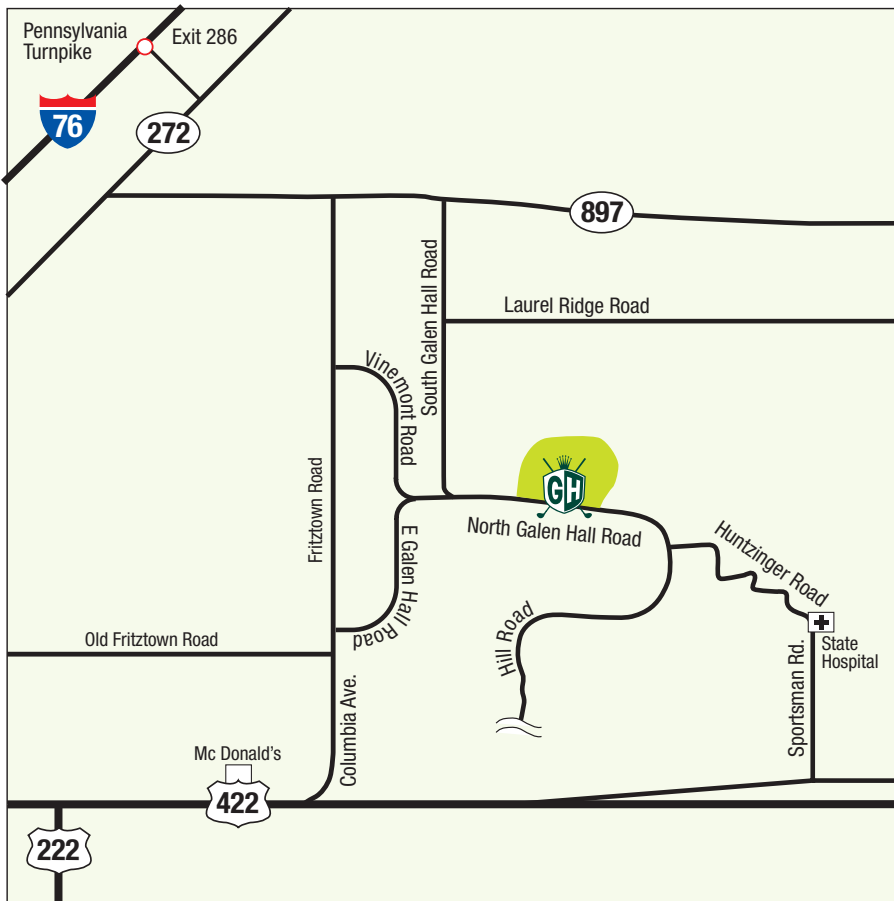 Pennsylvania
Turnpike
Exit 286
76
272
897
South Galen Hall Road
Laurel Ridge Road
Vinemont Road
Fritztown Road
GH
North Galen Hall Road
E Galen Hall Road
Huntzinger Road
Hill Road
Old Fritztown Road
State
Hospital
Sportsman Rd.
Columbia Ave.
Mc Donald's
422
222